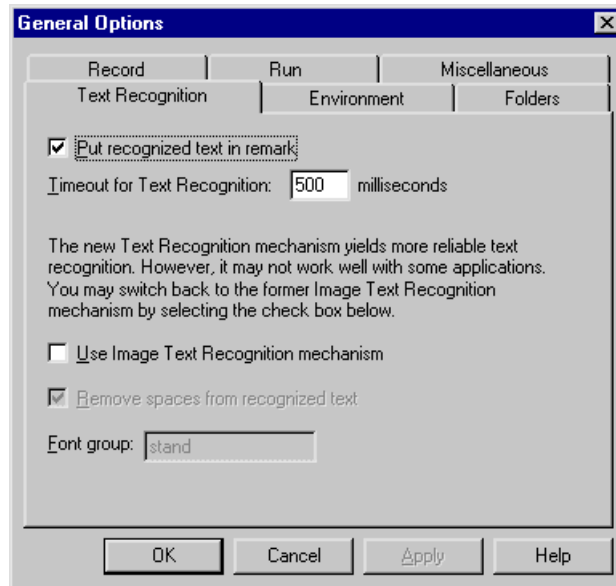 General Options
Record Run Miscellaneous
Text Recognition Environment Folders
Put recognized text in remark
Timeout for Text Recognition: 500 milliseconds
The new Text Recognition mechanism yields more reliable text
recognition. However, it may not work well with some applications.
You may switch back to the former Image Text Recognition
mechanism by selecting the check box below.
Use Image Text Recognition mechanism
Remove spaces from recognized text
Font group: stand
OK Cancel Apply Help